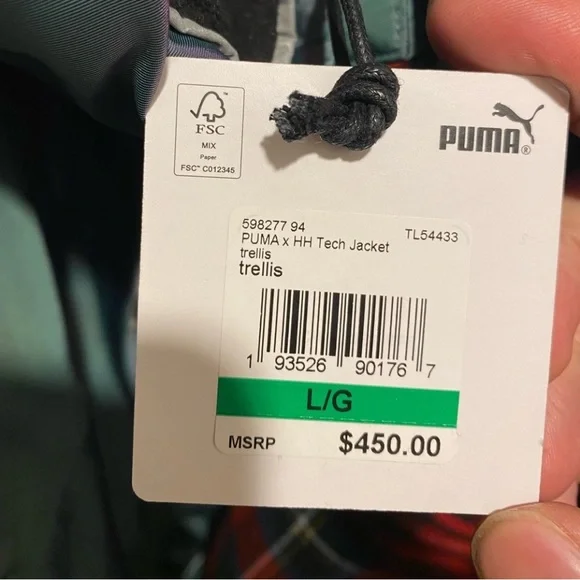 FSC
MIX
Paper
FSC™ C012345
PUMA®
598277 94
PUMA x HH Tech Jacket TL54433
trellis
trellis
1 93526 90176 7
L/G
MSRP $450.00